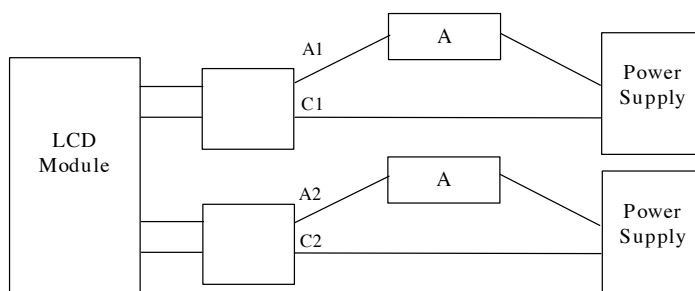 A1
A
Power
Supply
C1
LCD
Module
A2
A
Power
Supply
C2